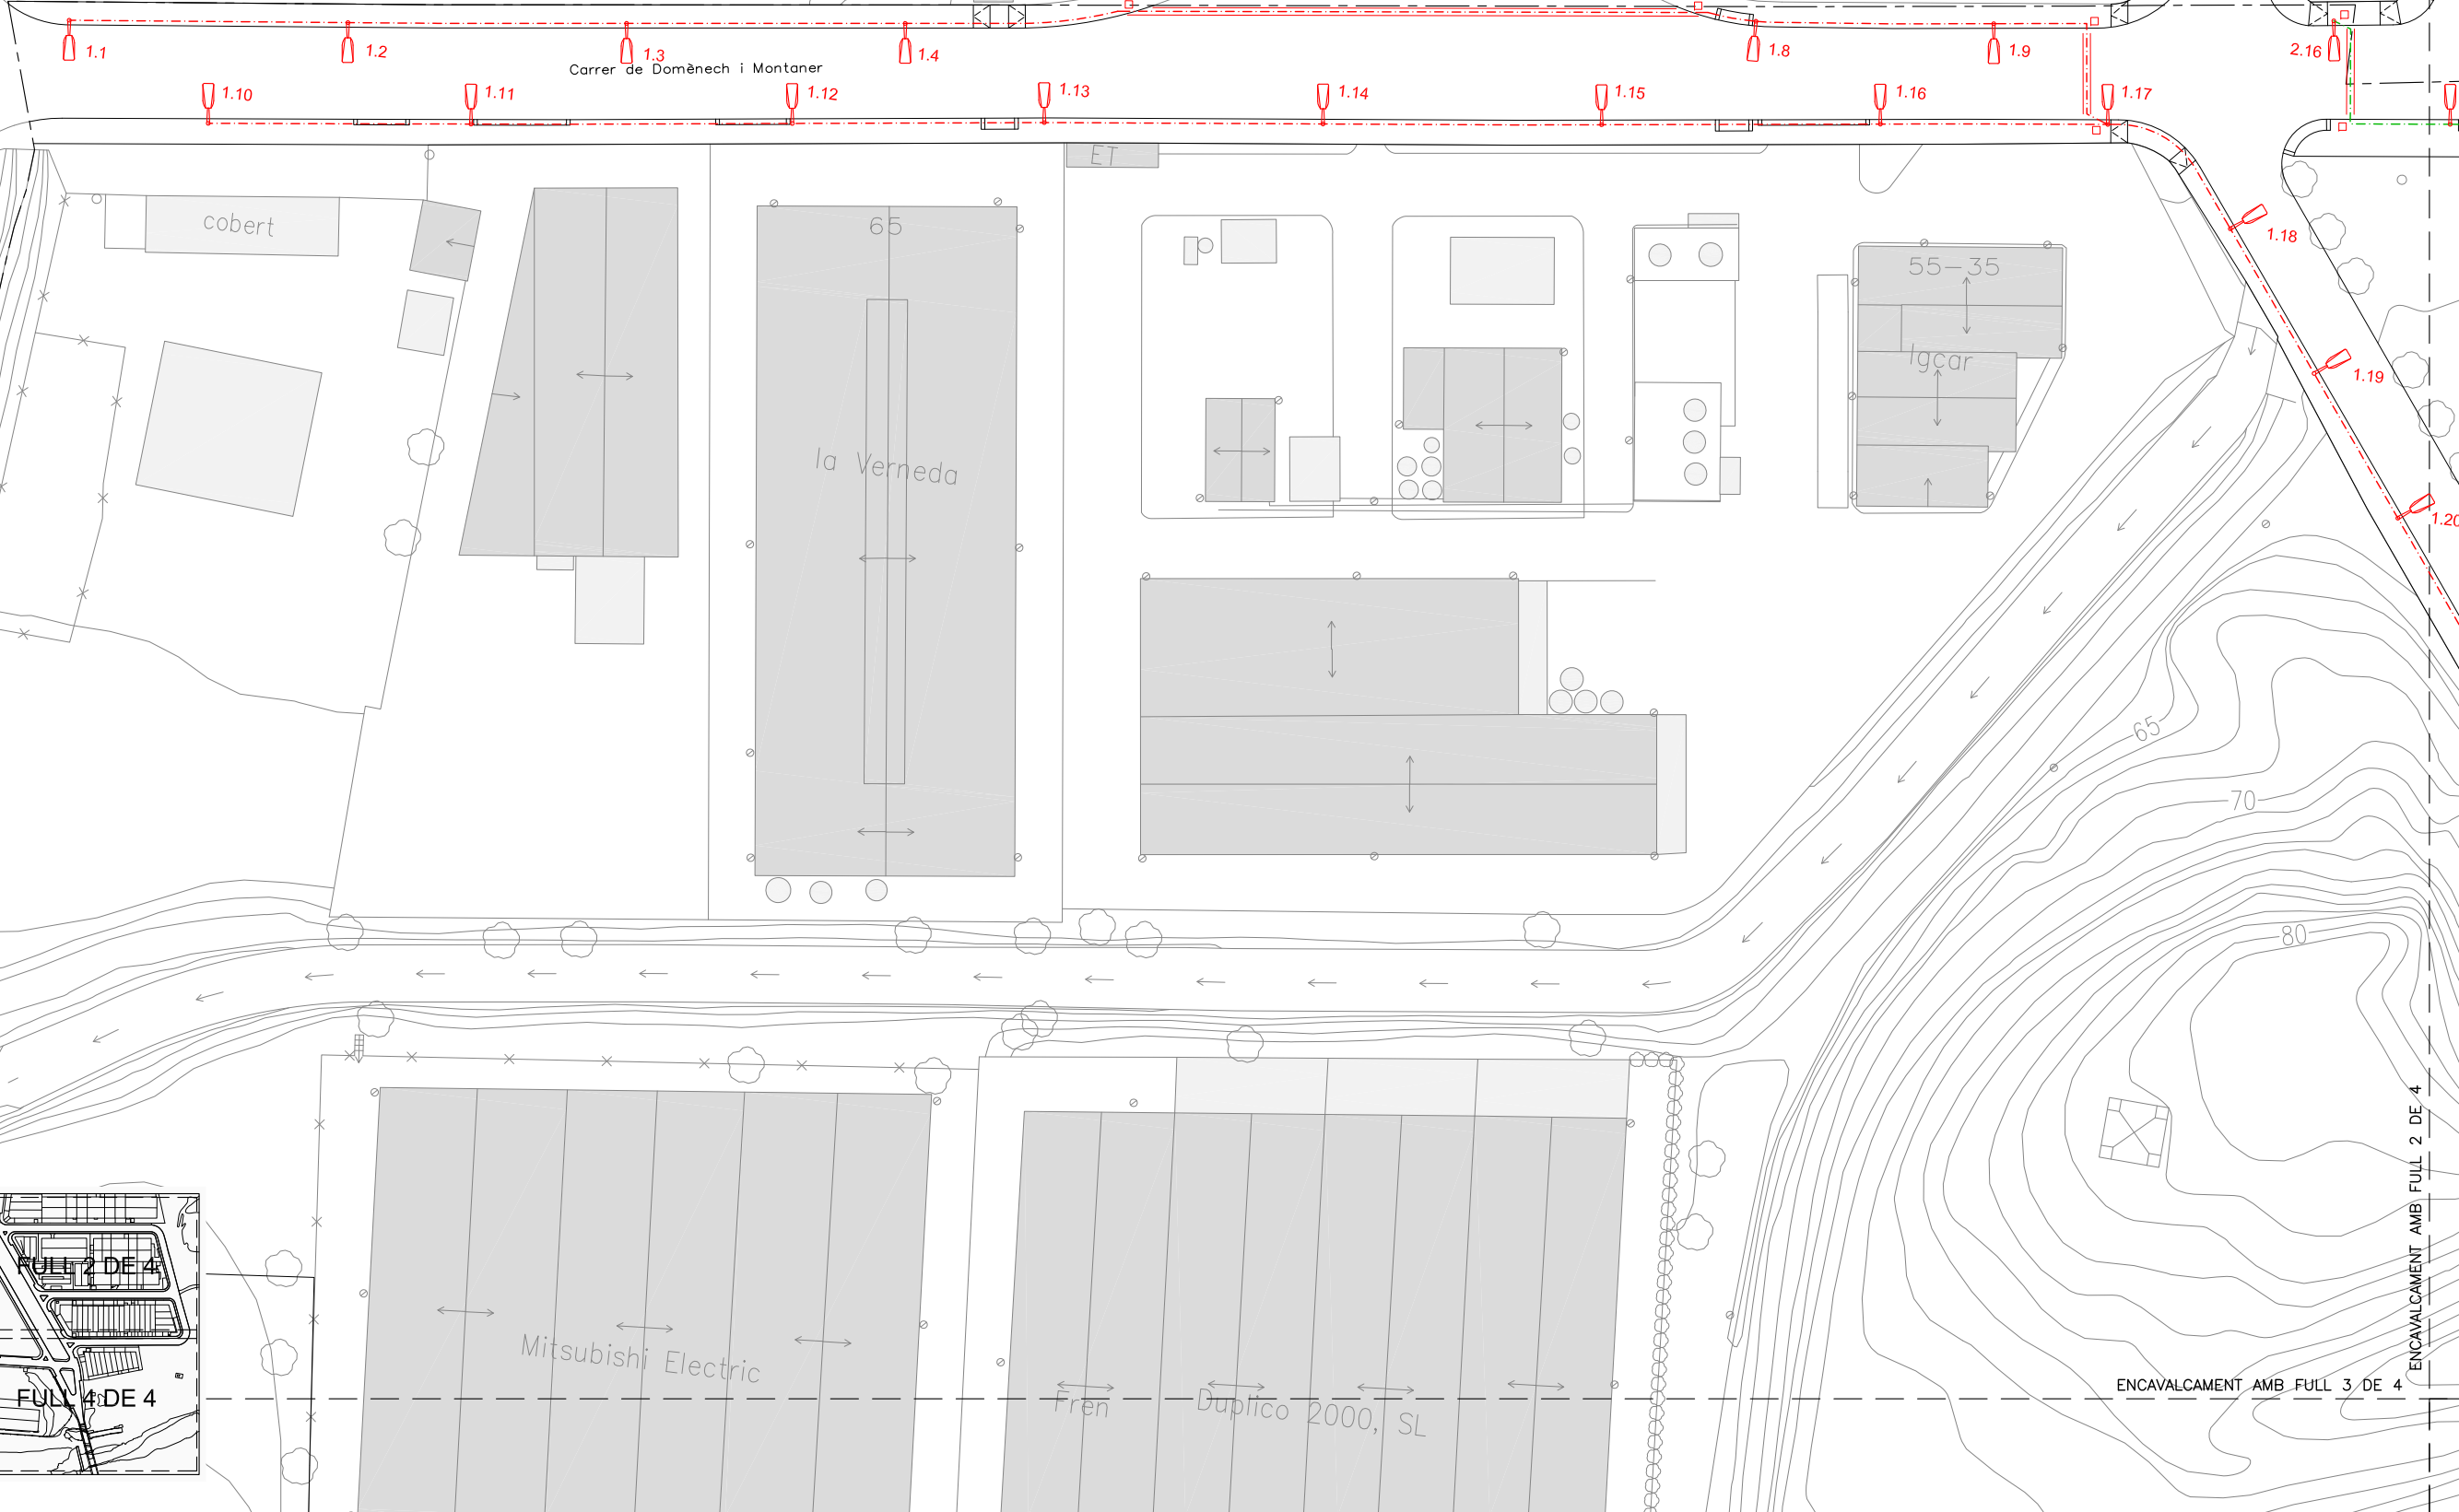 1.1
1.2
1.3
1.4
1.8
1.9
2.16
Carrer de Domènech i Montaner
1.10
1.11
1.12
1.13
1.14
1.15
1.16
1.17
ET
cobert
65
1.18
55-35
Igcar
1.19
la Verneda
1.20
65
70
80
ENCAVALCAMENT AMB FULL 2 DE 4
FULL 2 DE 4
Mitsubishi Electric
FULL 4 DE 4
Fren
Duplico 2000, SL
ENCAVALCAMENT AMB FULL 3 DE 4